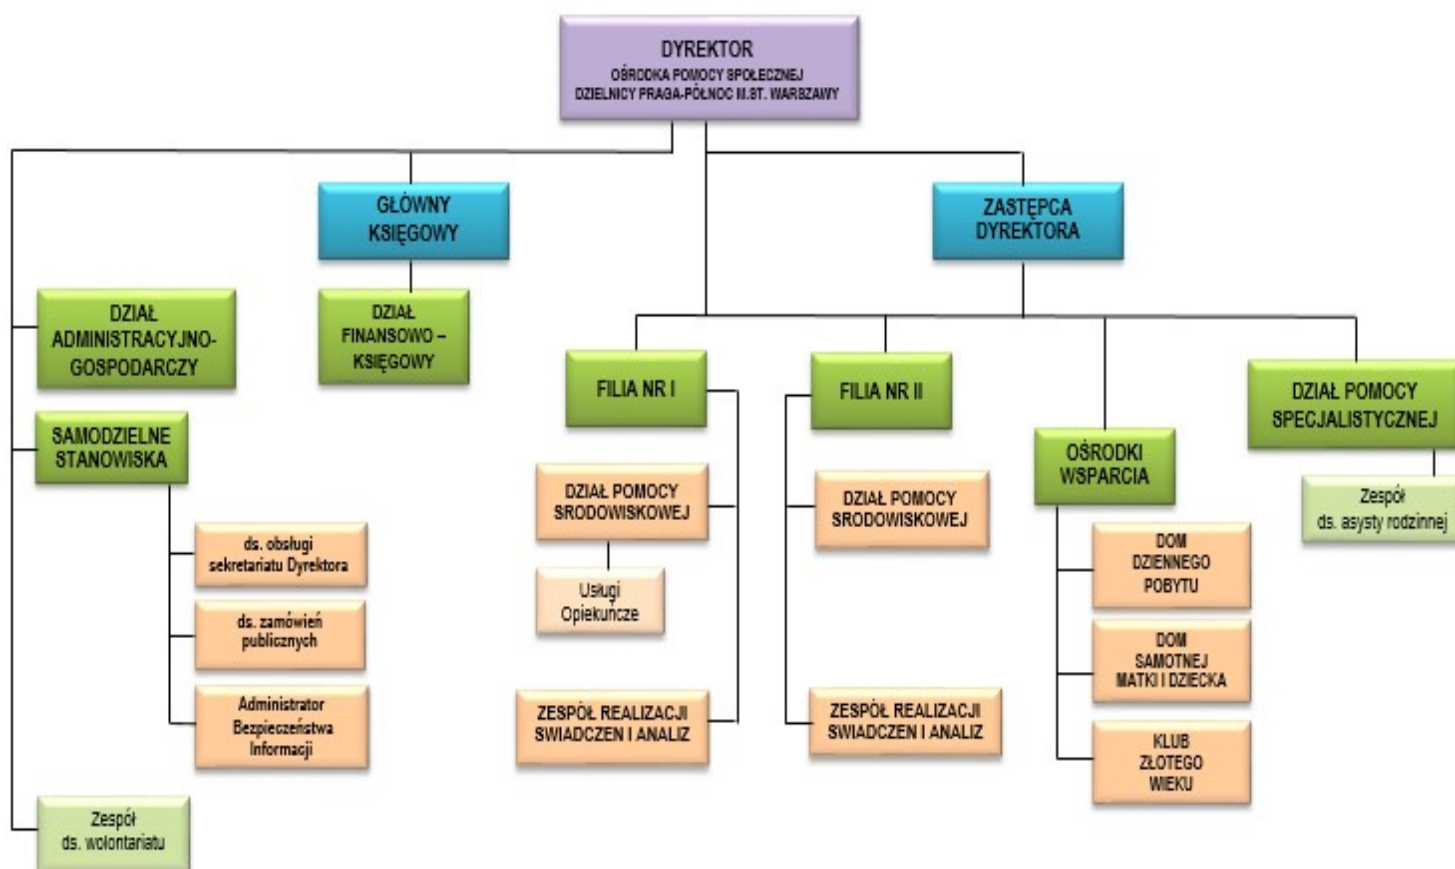 DYREKTOR
OŚRODKA POMOCY SPOŁECZNEJ
DZIELNICY PRAGA-PÓŁNOC M.ST. WARSZAWY
GŁÓWNY
KSIĘGOWY
ZASTĘPCA
DYREKTORA
DZIAŁ
ADMINISTRACYJNO-
GOSPODARCZY
DZIAŁ
FINANSOWO –
KSIĘGOWY
SAMODZIELNE
STANOWISKA
ds. obsługi
sekretariatu Dyrektora
ds. zamówień
publicznych
Administrator
Bezpieczeństwa
Informacji
Zespół
ds. wolontariatu
FILIA NR I
DZIAŁ POMOCY
SRODOWISKOWEJ
Usługi
Opiekuńcze
ZESPÓŁ REALIZACJI
SWIADCZEN I ANALIZ
FILIA NR II
DZIAŁ POMOCY
SRODOWISKOWEJ
ZESPÓŁ REALIZACJI
SWIADCZEN I ANALIZ
OŚRODKI
WSPARCIA
DOM
DZIENNEGO
POBYTU
DOM
SAMOTNEJ
MATKI I DZIECKA
KLUB
ZŁOTEGO
WIEKU
DZIAŁ POMOCY
SPECJALISTYCZNEJ
Zespół
ds. asysty rodzinnej